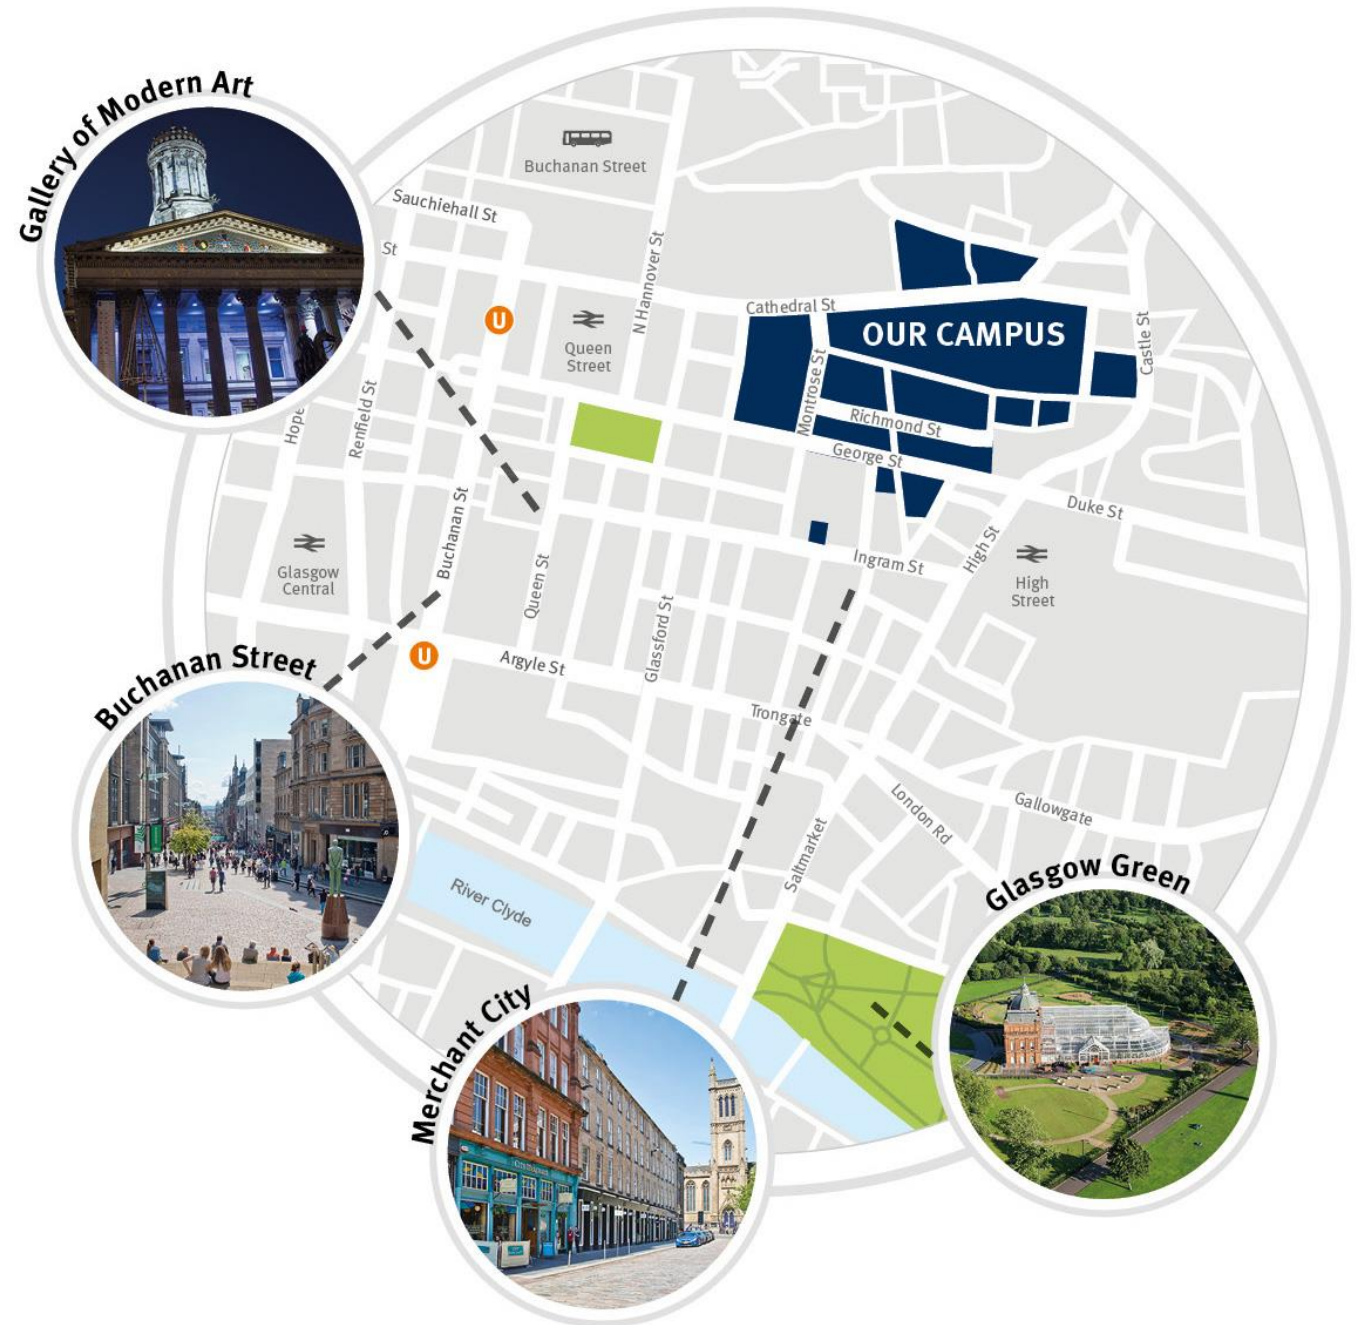 Gallery of Modern Art
Buchanan Street
Sauchiehall St
St
N Hannover St
Cathedral St
OUR CAMPUS
Castle St
U
Queen
Street
Montrose St
Richmond St
George St
Hope
Renfield St
Buchanan St
Duke St
Glasgow
Central
Queen St
Ingram St
High St
High
Street
Glassford St
Buchanan Street
U
Argyle St
Trongate
London Rd
Gallowgate
Saltmarket
River Clyde
Glasgow Green
Merchant City